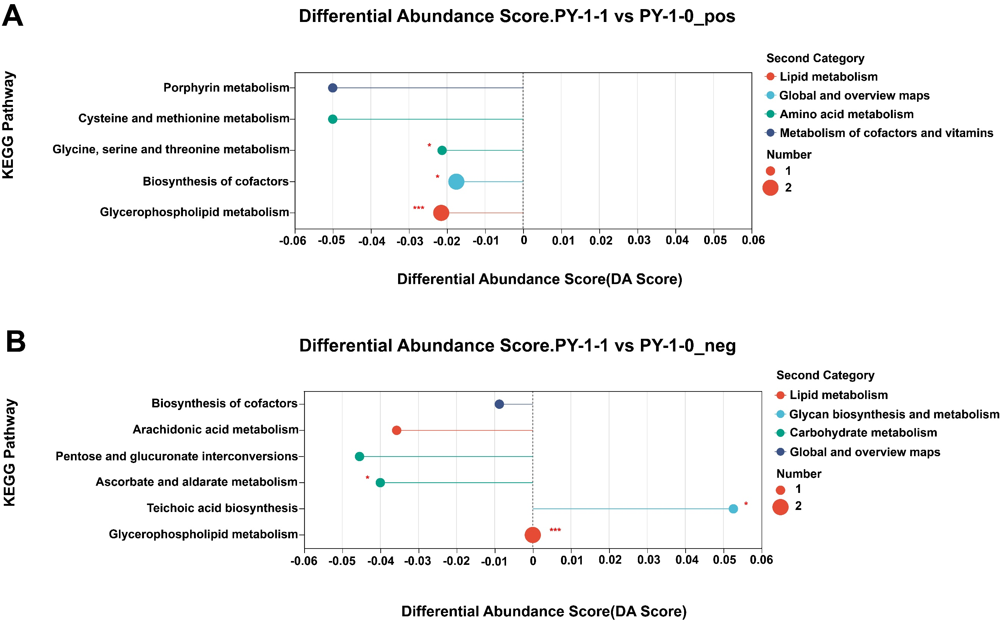 A
Differential Abundance Score.PY-1-1 vs PY-1-0_pos
KEGG Pathway
Porphyrin metabolism
Cysteine and methionine metabolism
Glycine, serine and threonine metabolism
*
Biosynthesis of cofactors
*
Glycerophospholipid metabolism
***
-0.06 -0.05 -0.04 -0.03 -0.02 -0.01 0 0.01 0.02 0.03 0.04 0.05 0.06
Differential Abundance Score(DA Score)
Second Category
Lipid metabolism
Global and overview maps
Amino acid metabolism
Metabolism of cofactors and vitamins
Number
1
2
B
Differential Abundance Score.PY-1-1 vs PY-1-0_neg
KEGG Pathway
Biosynthesis of cofactors
Arachidonic acid metabolism
Pentose and glucuronate interconversions
Ascorbate and aldarate metabolism
*
Teichoic acid biosynthesis
*
Glycerophospholipid metabolism
***
-0.06 -0.05 -0.04 -0.03 -0.02 -0.01 0 0.01 0.02 0.03 0.04 0.05 0.06
Differential Abundance Score(DA Score)
Second Category
Lipid metabolism
Glycan biosynthesis and metabolism
Carbohydrate metabolism
Global and overview maps
Number
1
2